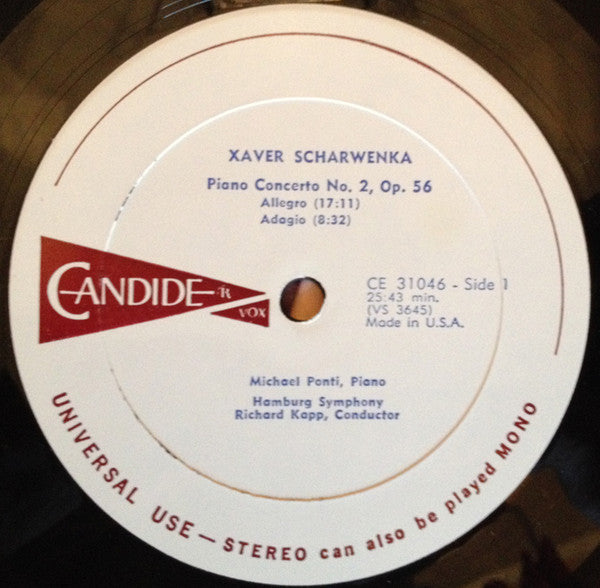 XAVER SCHARWENKA
Piano Concerto No. 2, Op. 56
Allegro (17:11)
Adagio (8:32)
CANDIDE R
VOX
CE 31046 - Side 1
25:43 min.
(VS 3645)
Made in U.S.A.
Michael Ponti, Piano
Hamburg Symphony
Richard Kapp, Conductor
UNIVERSAL USE — STEREO can also be played MONO